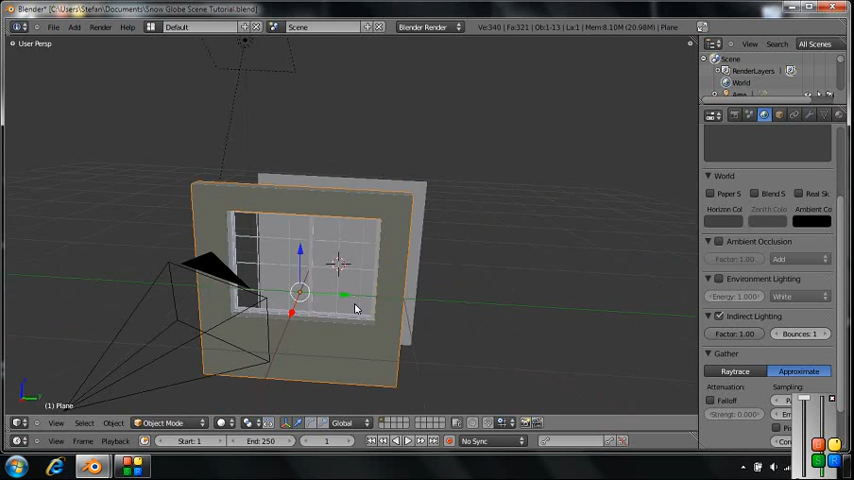 Blender* [C:\Users\Stefan\Documents\Snow Globe Scene Tutorial.blend]
File Add Render Help Default Scene Blender Render Ve:340 | Fa:321 | Ob:1-13 | La:1 | Mem:8.10M (20.98M) | Plane
User Persp
View Search All Scenes
Scene
RenderLayers
World
World
Paper S Blend S Real Sk
Horizon Col Zenith Colo Ambient Co
Ambient Occlusion
Factor: 1.00 Add
Environment Lighting
Energy: 1.000 White
Indirect Lighting
Factor: 1.00 Bounces: 1
Gather
Raytrace Approximate
Attenuation: Sampling:
Falloff
Strengt: 0.000
(1) Plane
View Select Object Object Mode Global
View Frame Playback Start: 1 End: 250 1 No Sync